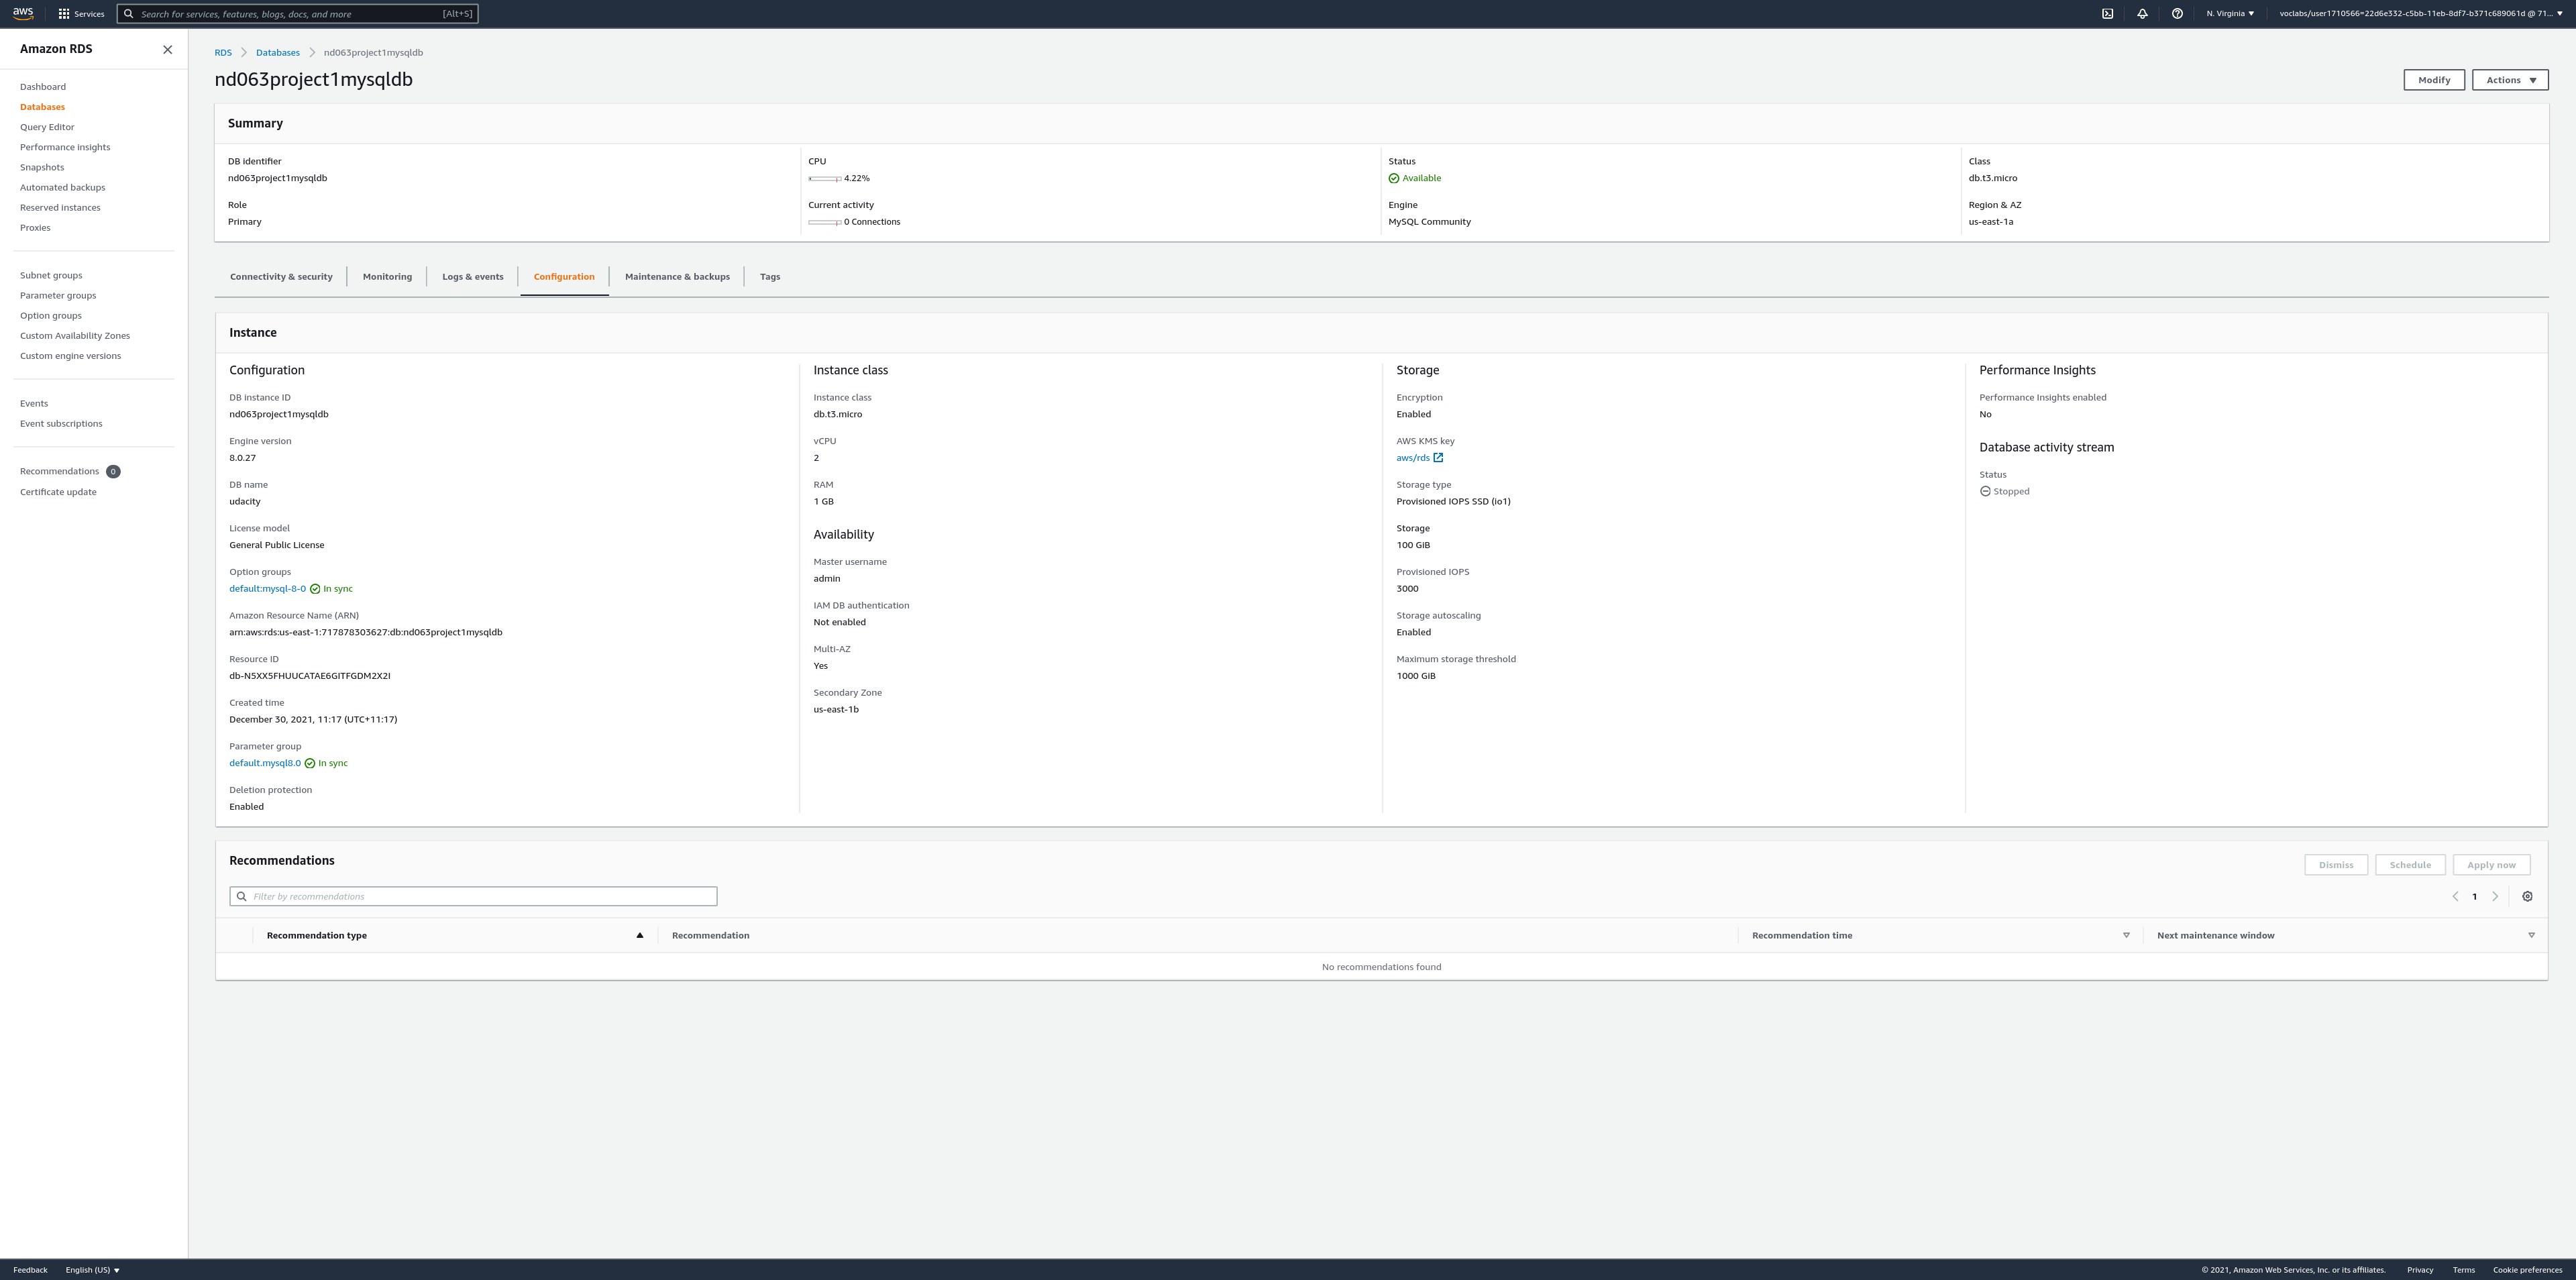 aws
Services
Search for services, features, blogs, docs, and more [Alt+S]
N. Virginia
voclabs/user1710566=22d6e332-c5bb-11eb-8df7-b371c689061d @ 71...
Amazon RDS
Dashboard
Databases
Query Editor
Performance insights
Snapshots
Automated backups
Reserved instances
Proxies
Subnet groups
Parameter groups
Option groups
Custom Availability Zones
Custom engine versions
Events
Event subscriptions
Recommendations 0
Certificate update
RDS > Databases > nd063project1mysqldb
nd063project1mysqldb
Modify
Actions
Summary
DB identifier
nd063project1mysqldb
Role
Primary
CPU
4.22%
Current activity
0 Connections
Status
Available
Engine
MySQL Community
Class
db.t3.micro
Region & AZ
us-east-1a
Connectivity & security
Monitoring
Logs & events
Configuration
Maintenance & backups
Tags
Instance
Configuration
DB instance ID
nd063project1mysqldb
Engine version
8.0.27
DB name
udacity
License model
General Public License
Option groups
default:mysql-8-0 In sync
Amazon Resource Name (ARN)
arn:aws:rds:us-east-1:717878303627:db:nd063project1mysqldb
Resource ID
db-N5XX5FHUUCATAE6GITFGDM2X2I
Created time
December 30, 2021, 11:17 (UTC+11:17)
Parameter group
default.mysql8.0 In sync
Deletion protection
Enabled
Instance class
Instance class
db.t3.micro
vCPU
2
RAM
1 GB
Availability
Master username
admin
IAM DB authentication
Not enabled
Multi-AZ
Yes
Secondary Zone
us-east-1b
Storage
Encryption
Enabled
AWS KMS key
aws/rds
Storage type
Provisioned IOPS SSD (io1)
Storage
100 GiB
Provisioned IOPS
3000
Storage autoscaling
Enabled
Maximum storage threshold
1000 GiB
Performance Insights
Performance Insights enabled
No
Database activity stream
Status
Stopped
Recommendations
Dismiss
Schedule
Apply now
Filter by recommendations
1
Recommendation type
Recommendation
Recommendation time
Next maintenance window
No recommendations found
Feedback
English (US)
© 2021, Amazon Web Services, Inc. or its affiliates.
Privacy
Terms
Cookie preferences